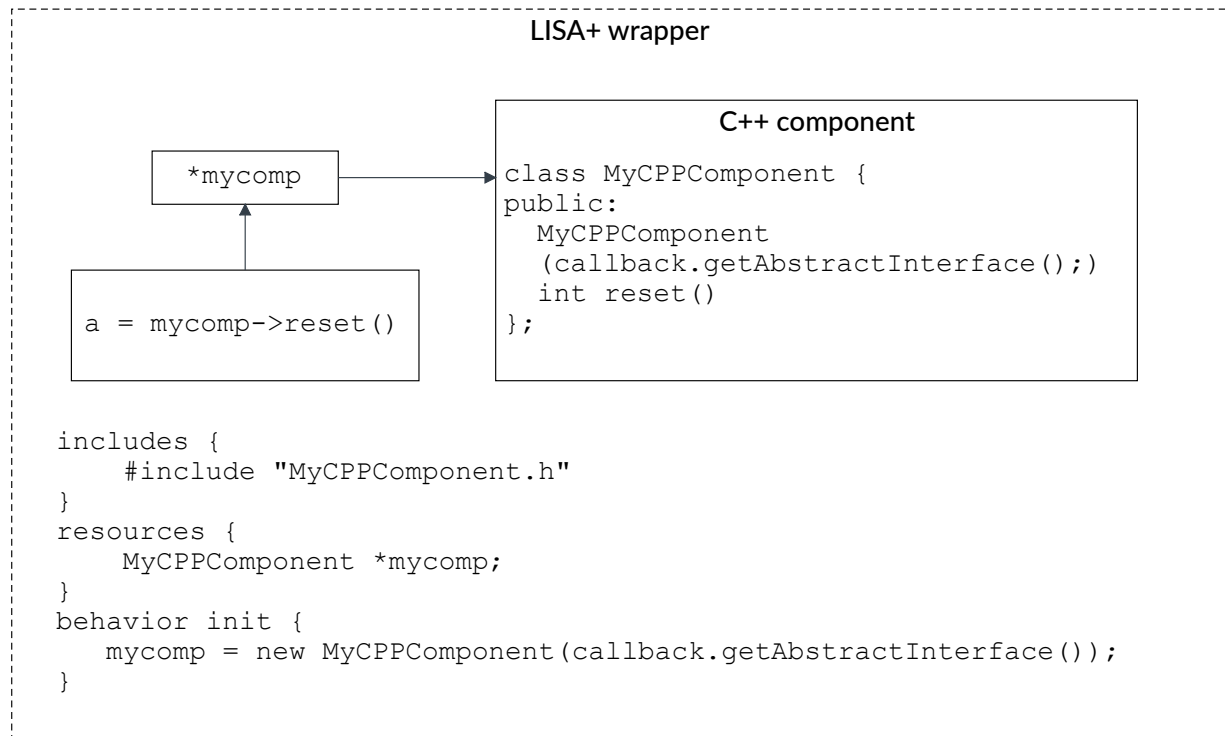 LISA+ wrapper
C++ component
*mycomp
class MyCPPComponent {
public:
  MyCPPComponent
  (callback.getAbstractInterface();)
  int reset()
};
a = mycomp->reset()
includes {
    #include "MyCPPComponent.h"
}
resources {
    MyCPPComponent *mycomp;
}
behavior init {
   mycomp = new MyCPPComponent(callback.getAbstractInterface());
}